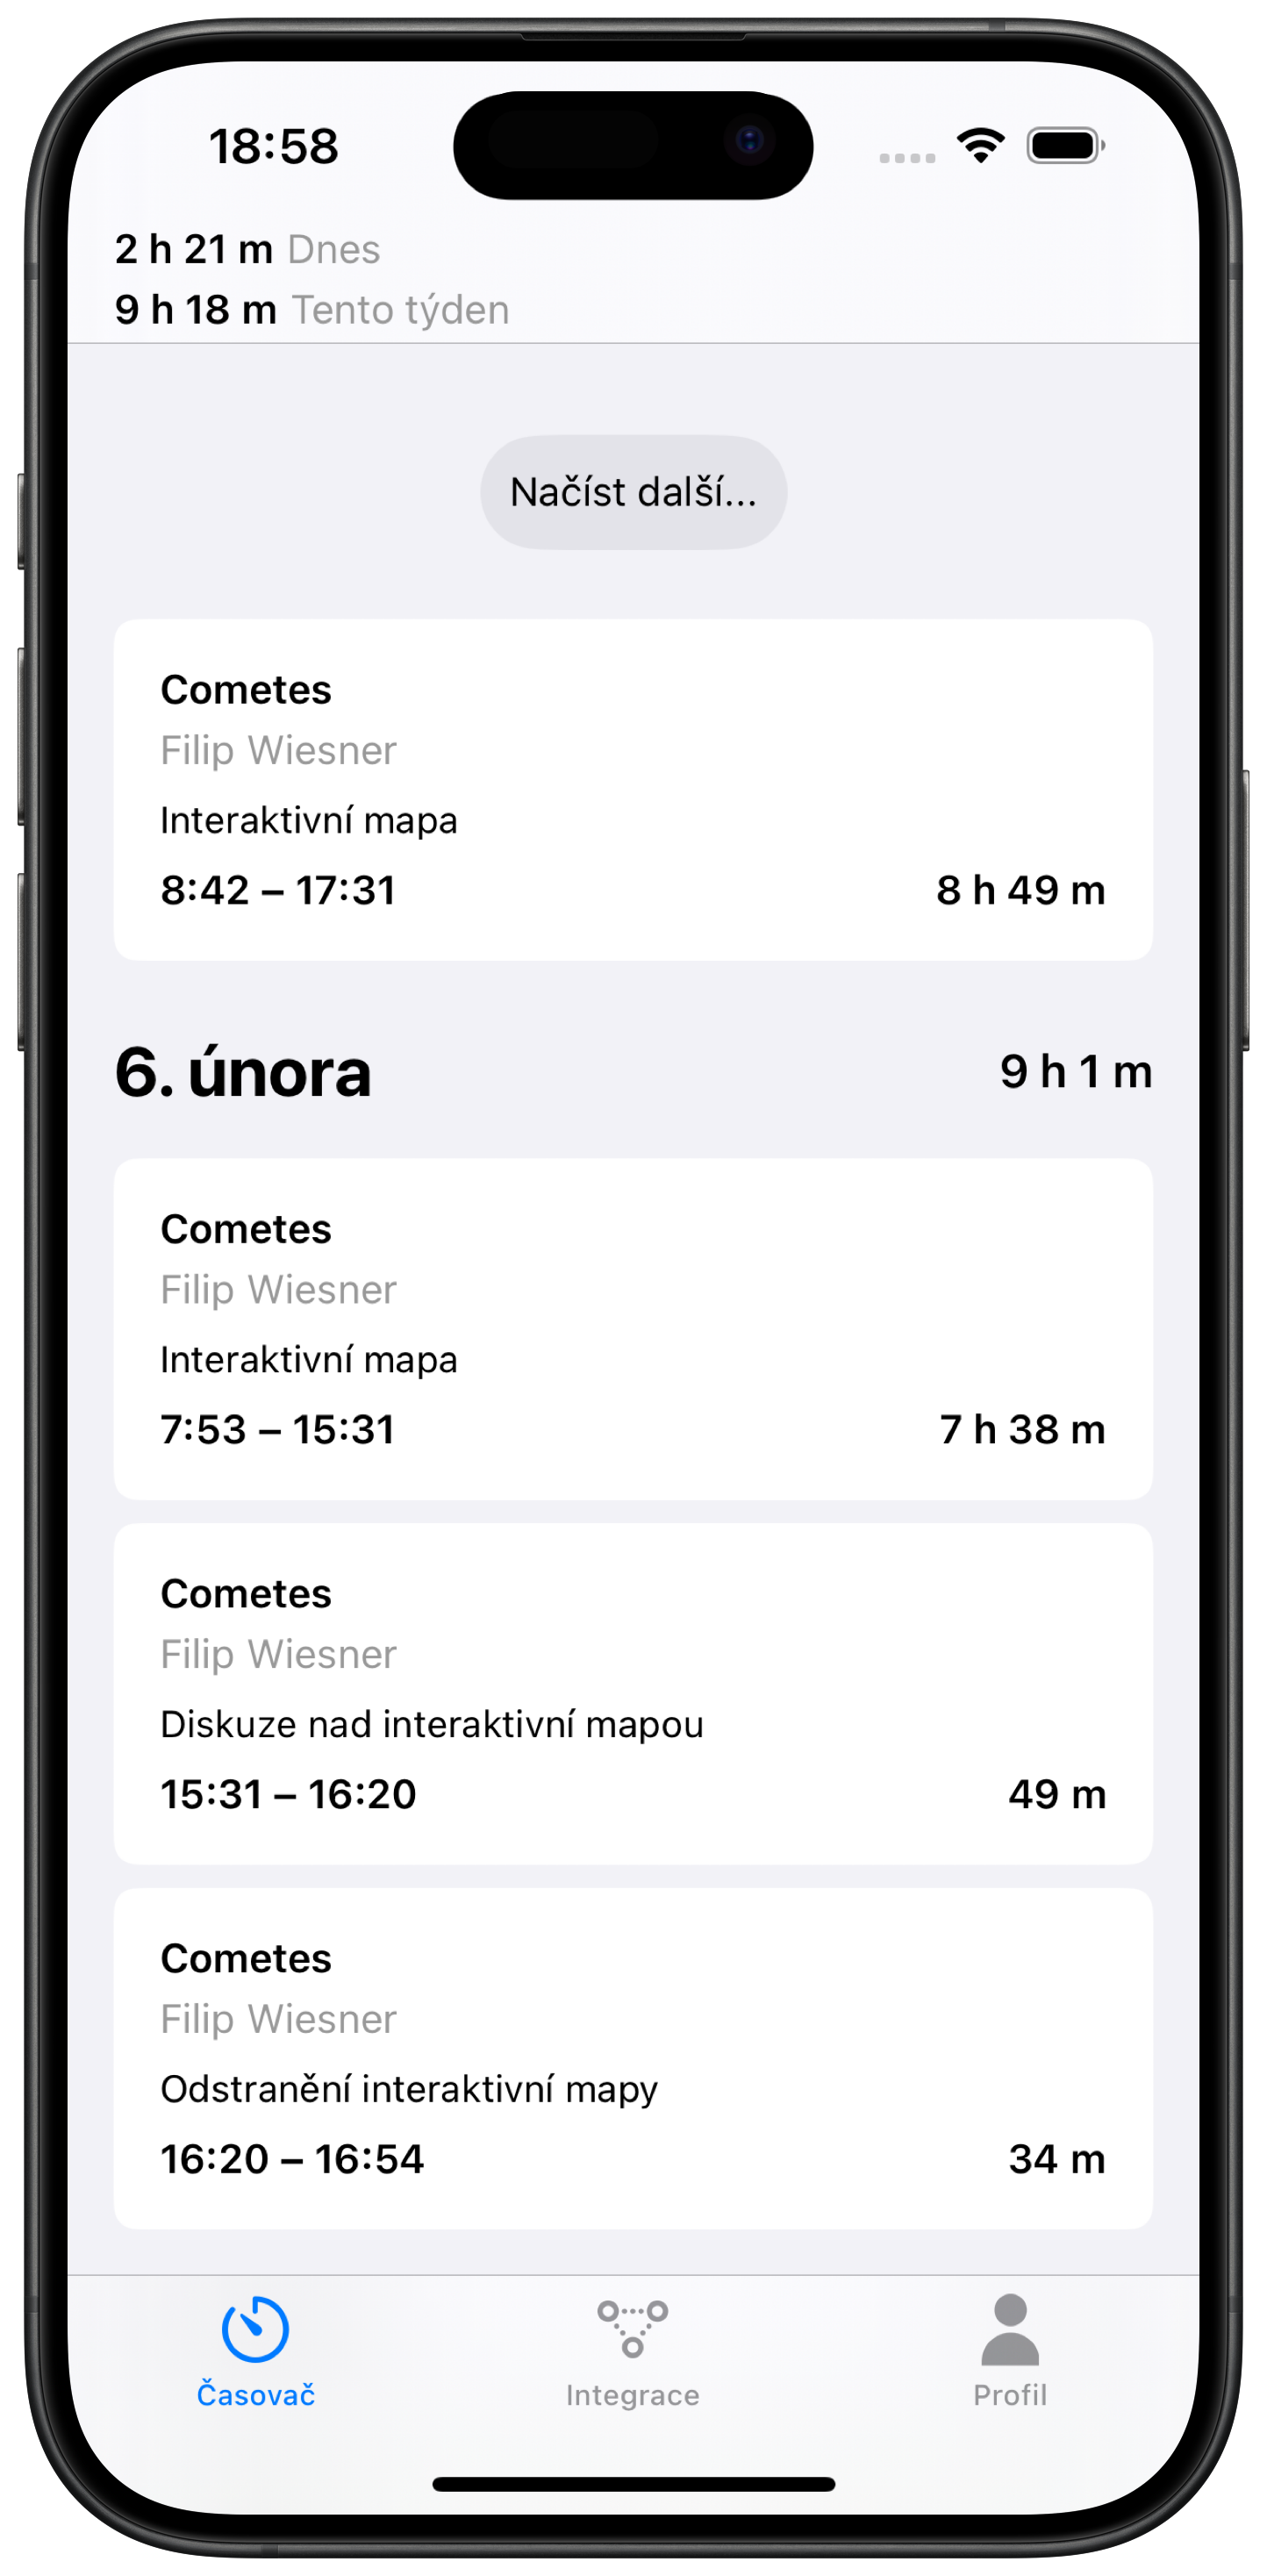 18:58
2 h 21 m Dnes
9 h 18 m Tento týden
Načíst další...
Cometes
Filip Wiesner
Interaktivní mapa
8:42 – 17:31 8 h 49 m
6. února 9 h 1 m
Cometes
Filip Wiesner
Interaktivní mapa
7:53 – 15:31 7 h 38 m
Cometes
Filip Wiesner
Diskuze nad interaktivní mapou
15:31 – 16:20 49 m
Cometes
Filip Wiesner
Odstranění interaktivní mapy
16:20 – 16:54 34 m
Časovač Integrace Profil